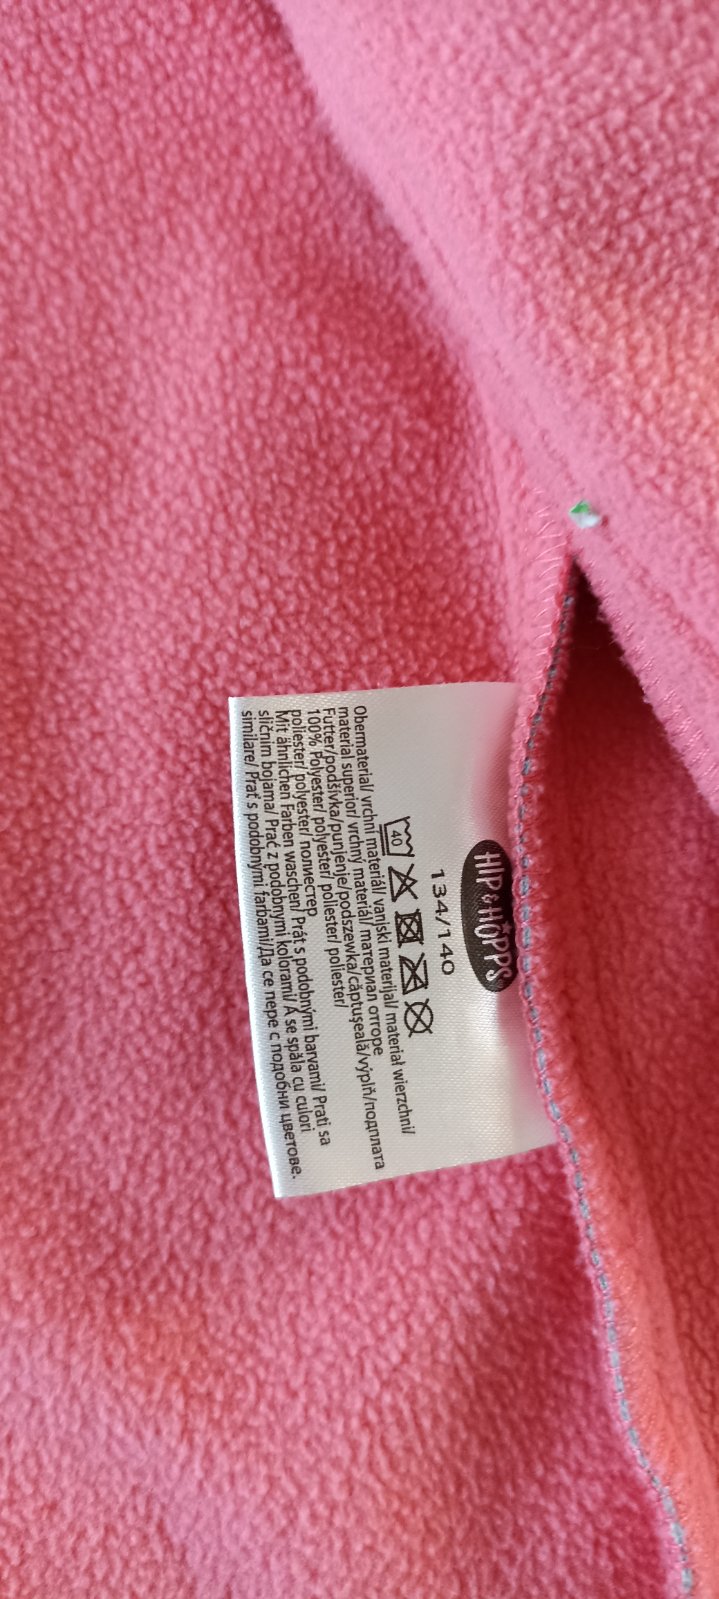 HIP & HOPPS
134/140
40
Obermaterial/ vrchní materiál/ vanjski materijal/ materiał wierzchni/
material superior/ vrchný materiál/ материал отгоре
Futter/podšívka/punjenje/podszewka/căptuşeală/výplň/подплата
100% Polyester/ polyester/ poliester/ poliester/
poliester/ polyester/ полиестер
Mit ähnlichen Farben waschen/ Prát s podobnými barvami/ Prati sa
sličnim bojama/ Prać z podobnymi kolorami/ A se spăla cu culori
similare/ Prať s podobnými farbami/Да се пере с подобни цветове.